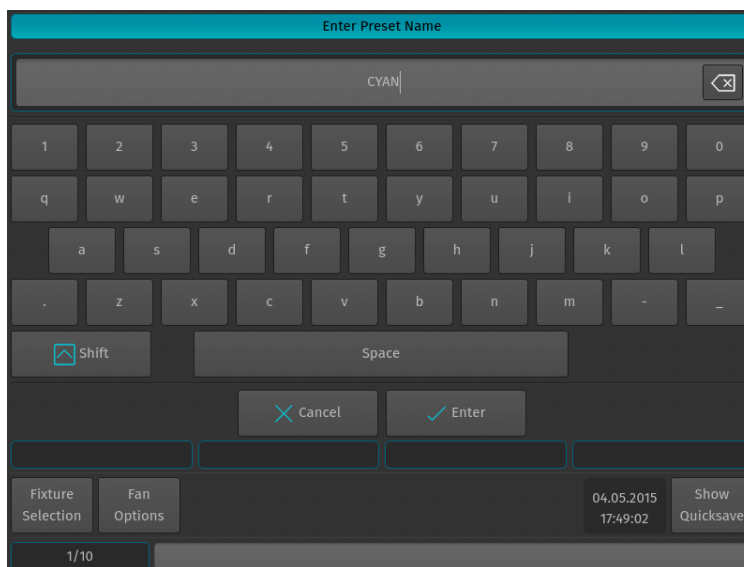 Enter Preset Name
CYAN
1 2 3 4 5 6 7 8 9 0
q w e r t y u i o p
a s d f g h j k l
. z x c v b n m - _
Shift Space
Cancel Enter
Fixture Selection
Fan Options
04.05.2015
17:49:02
Show Quicksave
1/10